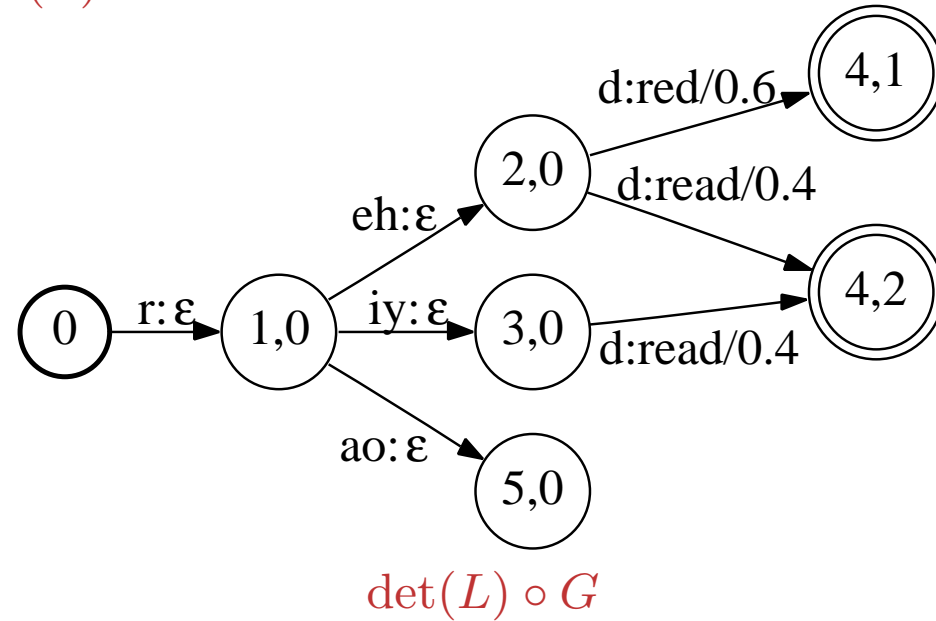 d:red/0.6
4,1
2,0
d:read/0.4
eh:ε
4,2
0
r:ε
1,0
iy:ε
3,0
d:read/0.4
ao:ε
5,0
det(L) ∘ G